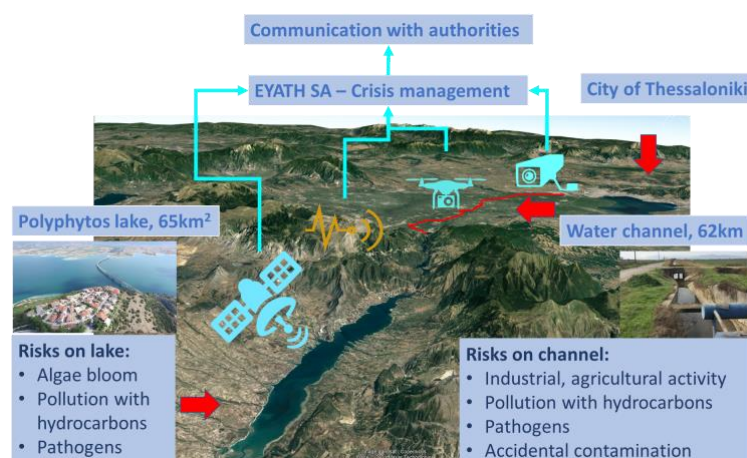 Communication with authorities
EYATH SA – Crisis management
City of Thessaloniki
Polyphytos lake, 65km²
Water channel, 62km
Risks on lake:
• Algae bloom
• Pollution with
hydrocarbons
• Pathogens
Risks on channel:
• Industrial, agricultural activity
• Pollution with hydrocarbons
• Pathogens
• Accidental contamination